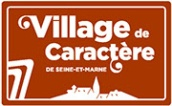 Village de
Caractère
DE SEINE-ET-MARNE
77